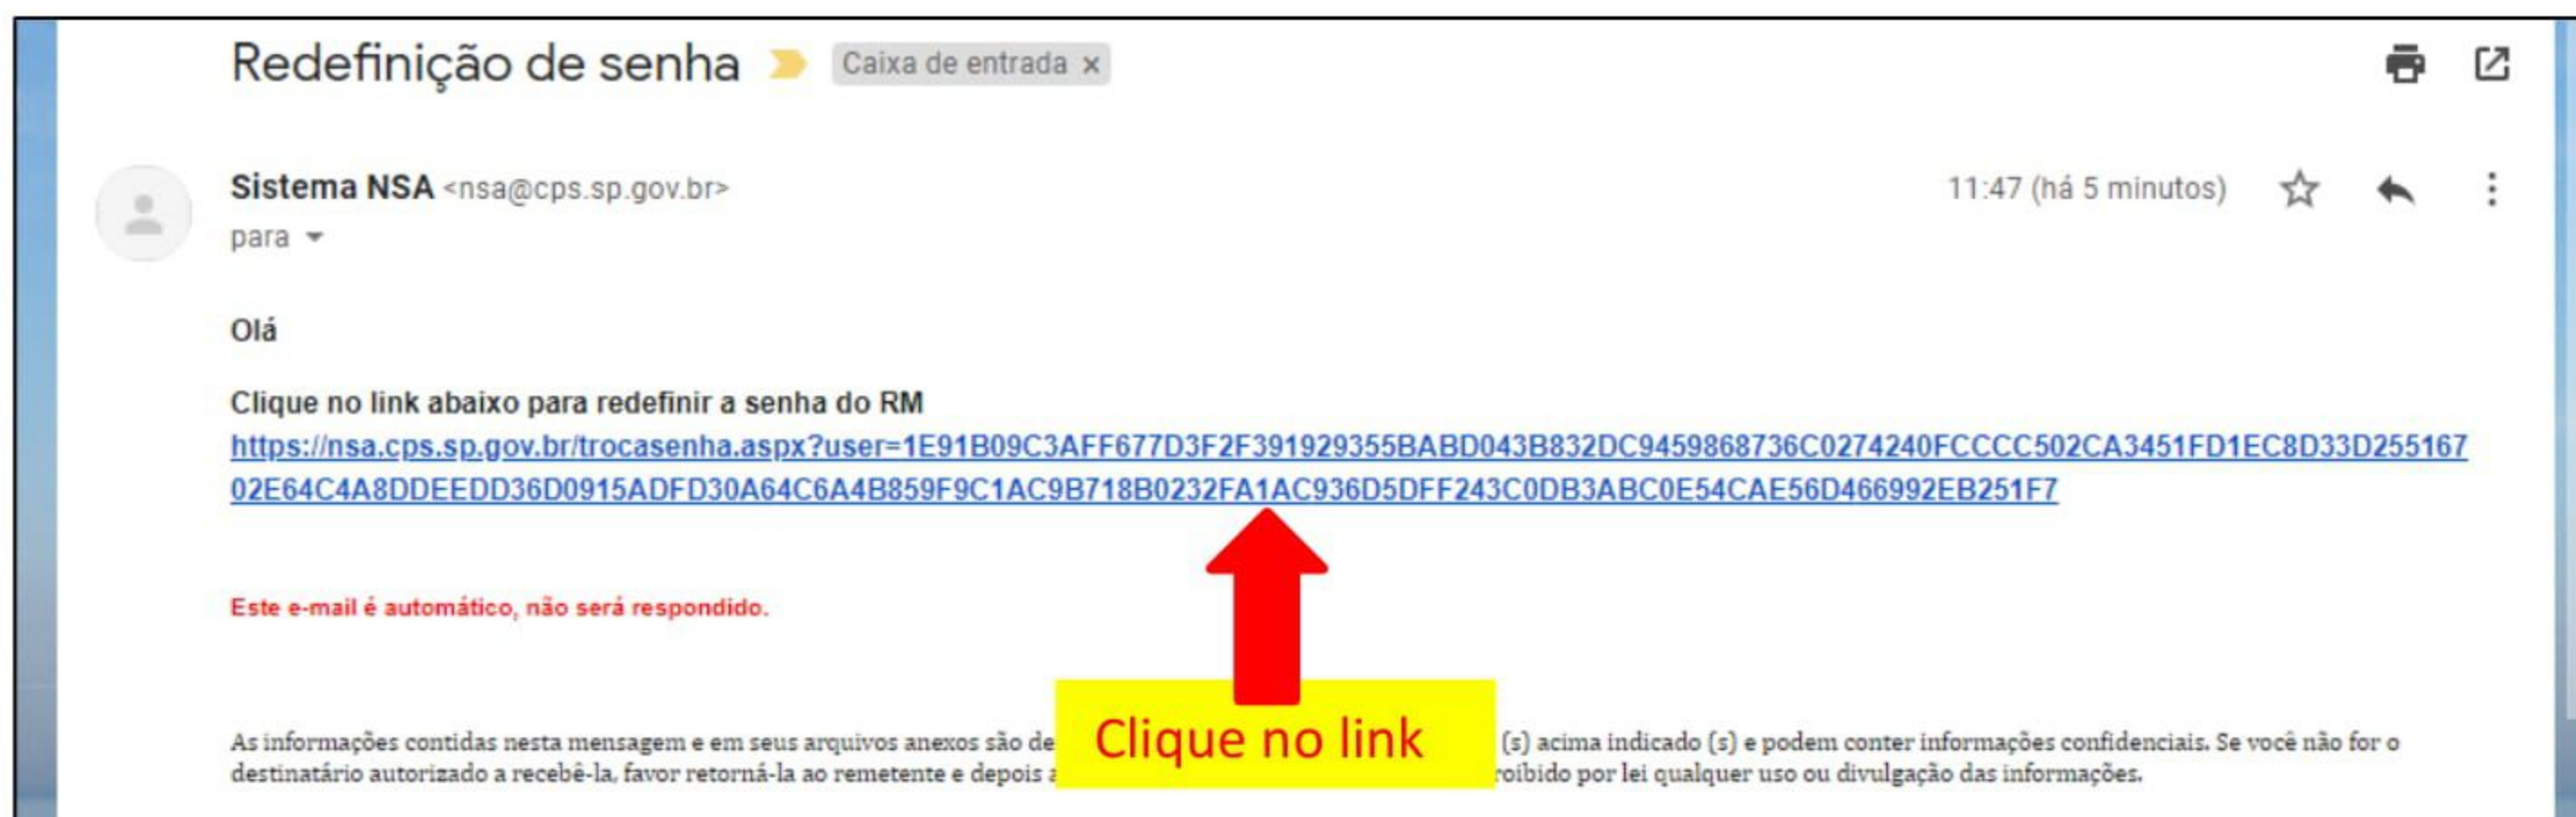 Redefinição de senha Caixa de entrada x
Sistema NSA <nsa@cps.sp.gov.br> 11:47 (há 5 minutos)
para
Olá
Clique no link abaixo para redefinir a senha do RM
https://nsa.cps.sp.gov.br/trocasenha.aspx?user=1E91B09C3AFF677D3F2F391929355BABD043B832DC9459868736C0274240FCCCC502CA3451FD1EC8D33D255167
02E64C4A8DDEEDD36D0915ADFD30A64C6A4B859F9C1AC9B718B0232FA1AC936D5DFF243C0DB3ABC0E54CAE56D466992EB251F7
Este e-mail é automático, não será respondido.
Clique no link
As informações contidas nesta mensagem e em seus arquivos anexos são de (s) acima indicado (s) e podem conter informações confidenciais. Se você não for o
destinatário autorizado a recebê-la, favor retorná-la ao remetente e depois a roibido por lei qualquer uso ou divulgação das informações.